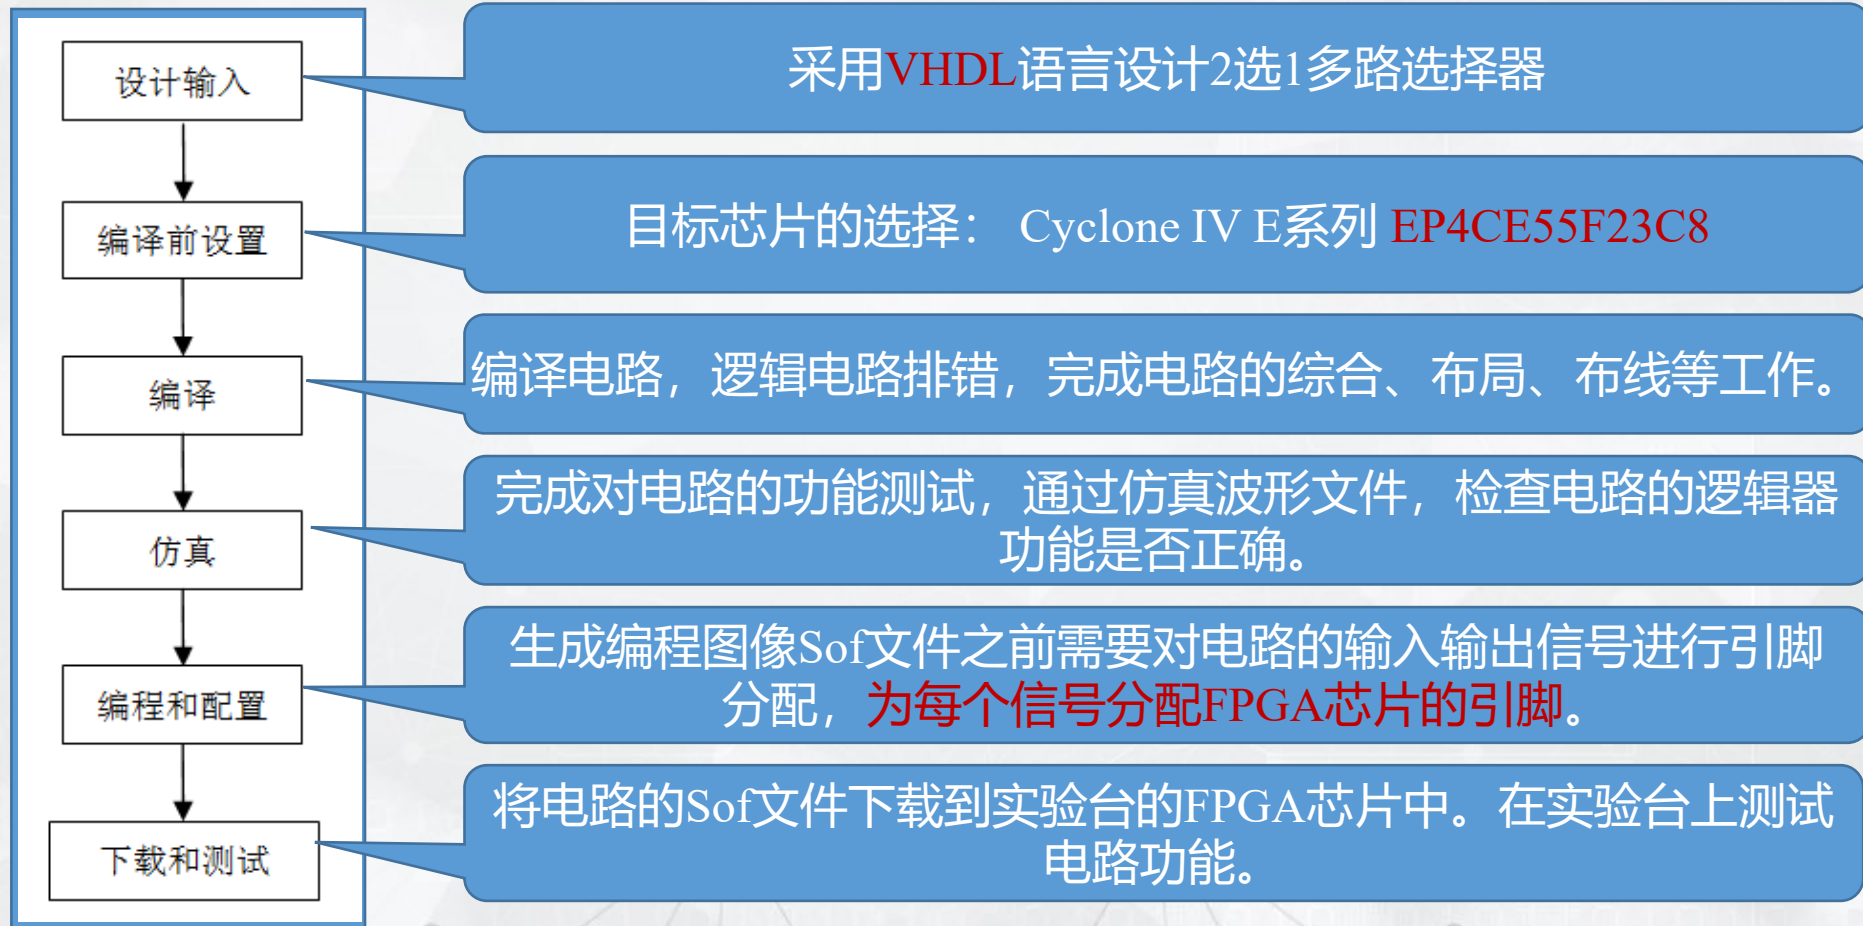 设计输入
采用VHDL语言设计2选1多路选择器
编译前设置
目标芯片的选择： Cyclone IV E系列 EP4CE55F23C8
编译
编译电路，逻辑电路排错，完成电路的综合、布局、布线等工作。
仿真
完成对电路的功能测试，通过仿真波形文件，检查电路的逻辑器
功能是否正确。
编程和配置
生成编程图像Sof文件之前需要对电路的输入输出信号进行引脚
分配，为每个信号分配FPGA芯片的引脚。
下载和测试
将电路的Sof文件下载到实验台的FPGA芯片中。在实验台上测试
电路功能。